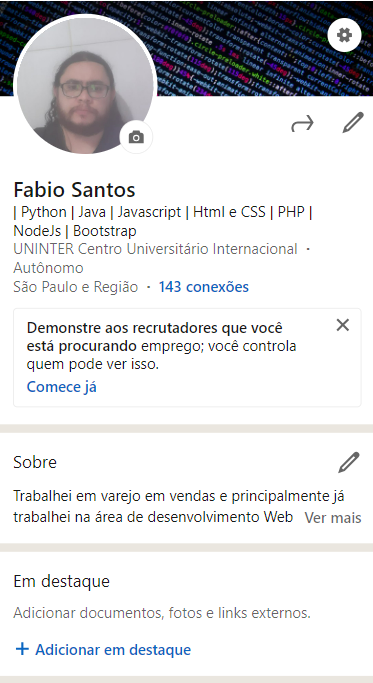 Fabio Santos
| Python | Java | Javascript | Html e CSS | PHP |
NodeJs | Bootstrap
UNINTER Centro Universitário Internacional ·
Autônomo
São Paulo e Região · 143 conexões
Demonstre aos recrutadores que você
está procurando emprego; você controla
quem pode ver isso.
Comece já
Sobre
Trabalhei em varejo em vendas e principalmente já
trabalhei na área de desenvolvimento Web Ver mais
Em destaque
Adicionar documentos, fotos e links externos.
+ Adicionar em destaque